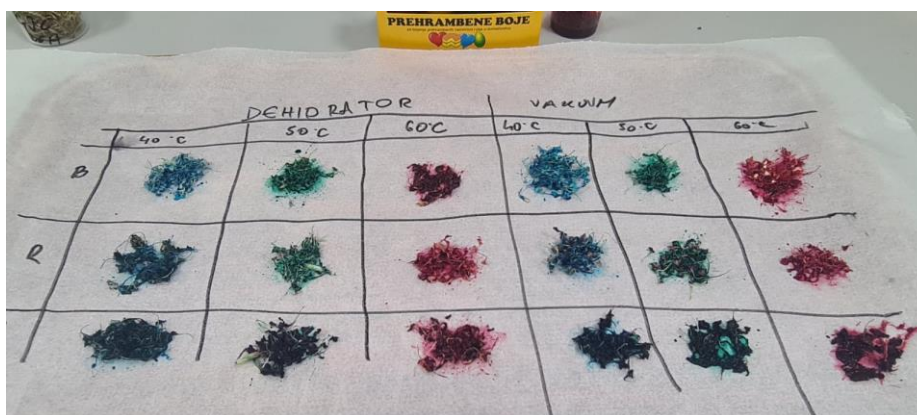 PREHRAMBENE BOJE
DEHIDRATOR VAKUUM
40°C 50°C 60°C 40°C 50°C 60°C
B
R